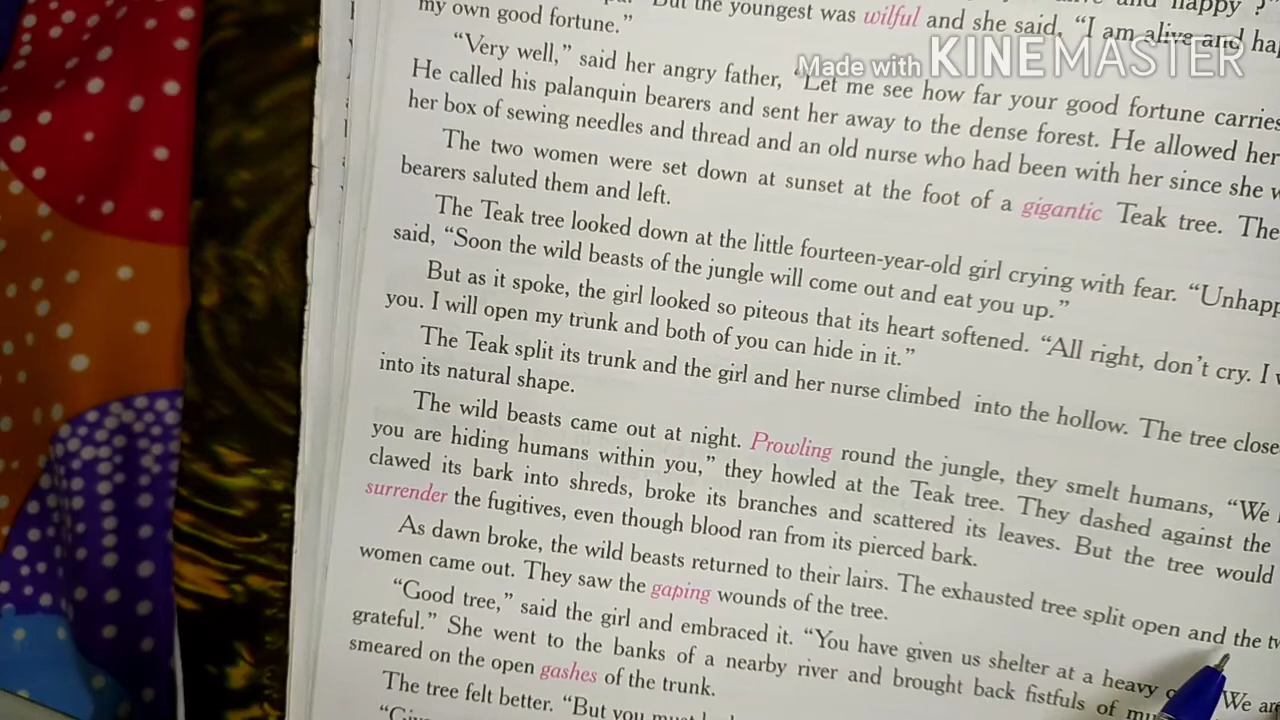 and happy ?"
But the youngest was wilful and she said, "I am alive and
my own good fortune."
Made with KINEMASTER
"Very well," said her angry father, "Let me see how far your good fortune carries
He called his palanquin bearers and sent her away to the dense forest. He allowed her
her box of sewing needles and thread and an old nurse who had been with her since she
The two women were set down at sunset at the foot of a gigantic Teak tree. The
bearers saluted them and left.
The Teak tree looked down at the little fourteen-year-old girl crying with fear.
said, "Soon the wild beasts of the jungle will come out and eat you up."
But as it spoke, the girl looked so piteous that its heart softened. "All right, don't cry. I
you. I will open my trunk and both of you can hide in it."
The Teak split its trunk and the girl and her nurse climbed into the hollow. The tree
into its natural shape.
The wild beasts came out at night. Prowling round the jungle, they smelt humans, "We
you are hiding humans within you," they howled at the Teak tree. They dashed against the
clawed its bark into shreds, broke its branches and scattered its leaves. But the tree would
surrender the fugitives, even though blood ran from its pierced bark.
As dawn broke, the wild beasts returned to their lairs. The exhausted tree split open and the
women came out. They saw the gaping wounds of the tree.
"Good tree," said the girl and embraced it. "You have given us shelter at a heavy We
grateful." She went to the banks of a nearby river and brought back fistfuls of
smeared on the open gashes of the trunk.
The tree felt better. "But you